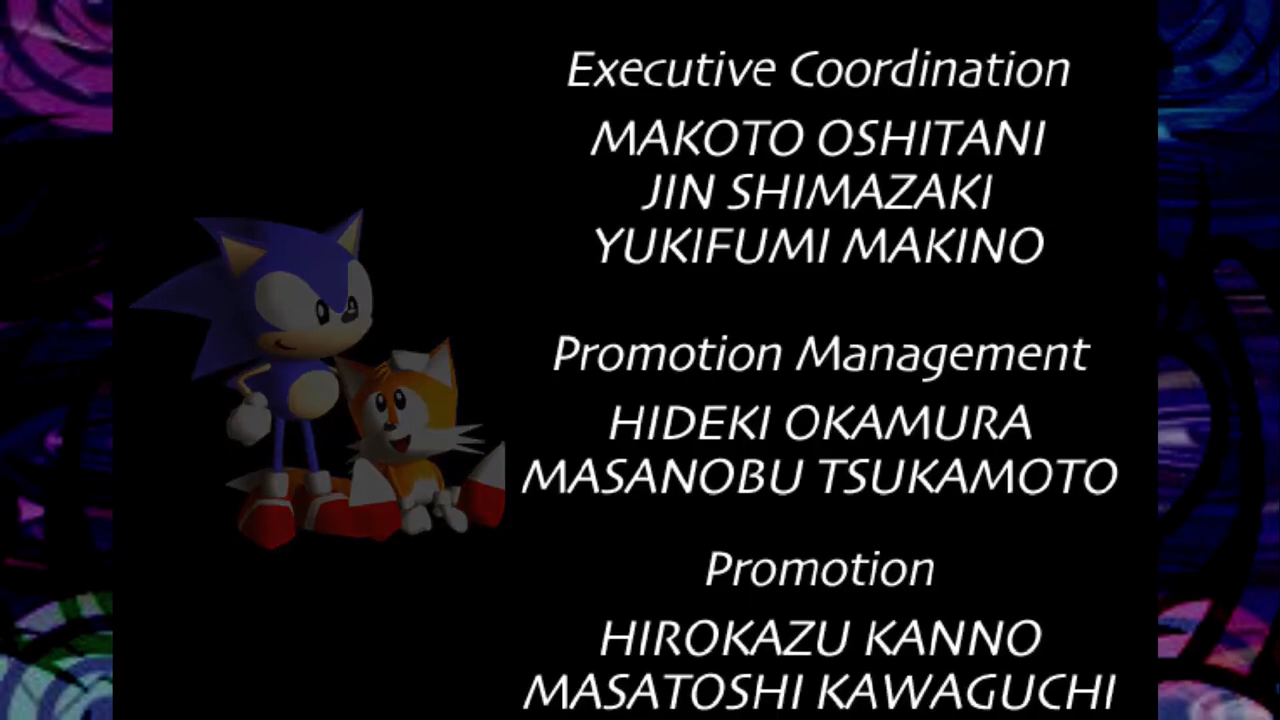 Executive Coordination
MAKOTO OSHITANI
JIN SHIMAZAKI
YUKIFUMI MAKINO
Promotion Management
HIDEKI OKAMURA
MASANOBU TSUKAMOTO
Promotion
HIROKAZU KANNO
MASATOSHI KAWAGUCHI